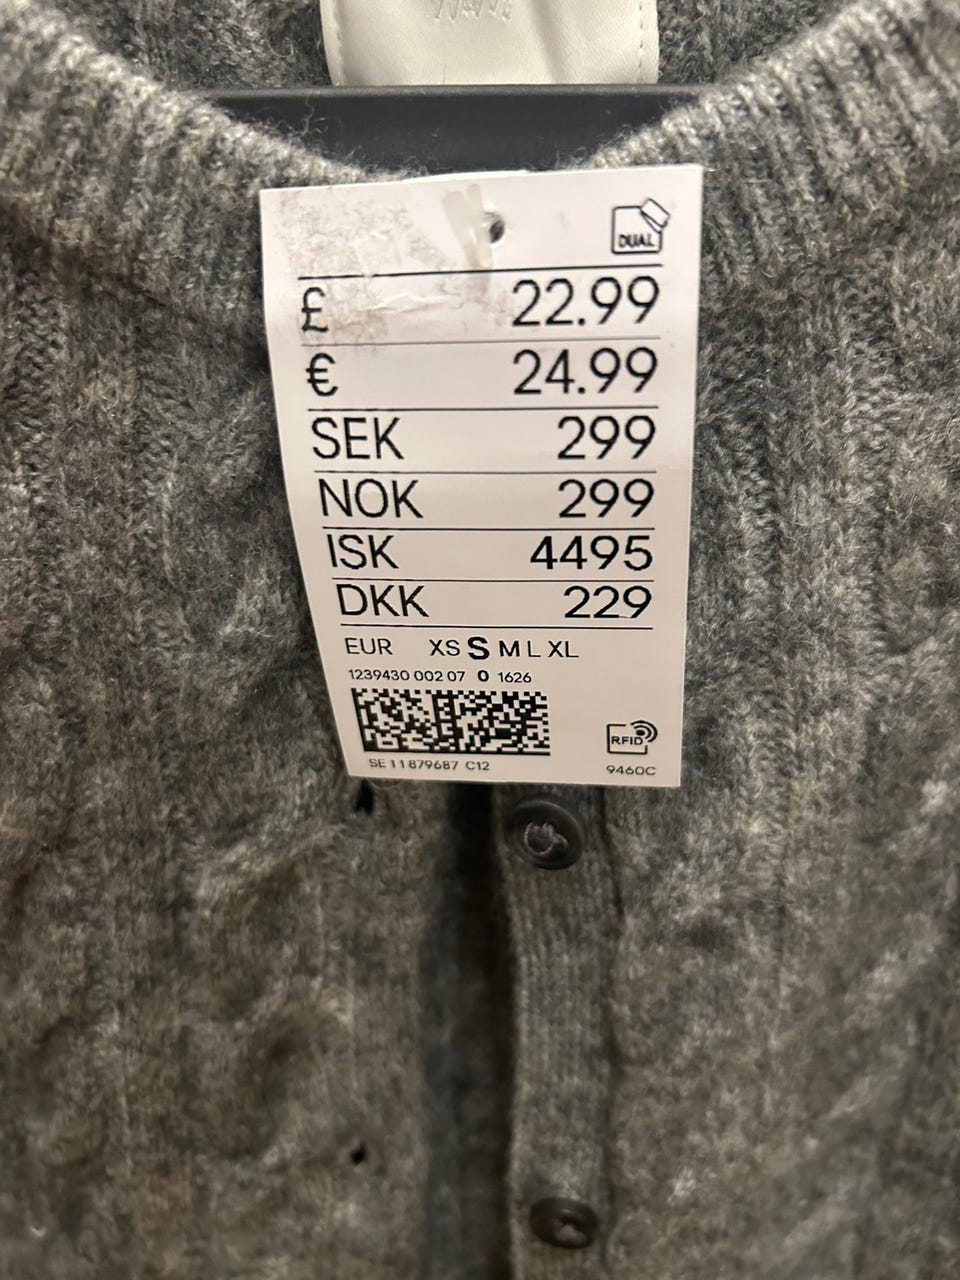 DUAL
£ 22.99
€ 24.99
SEK 299
NOK 299
ISK 4495
DKK 229
EUR XS S M L XL
1239430 002 07 0 1626
RFID
SE 11879687 C12
9460C